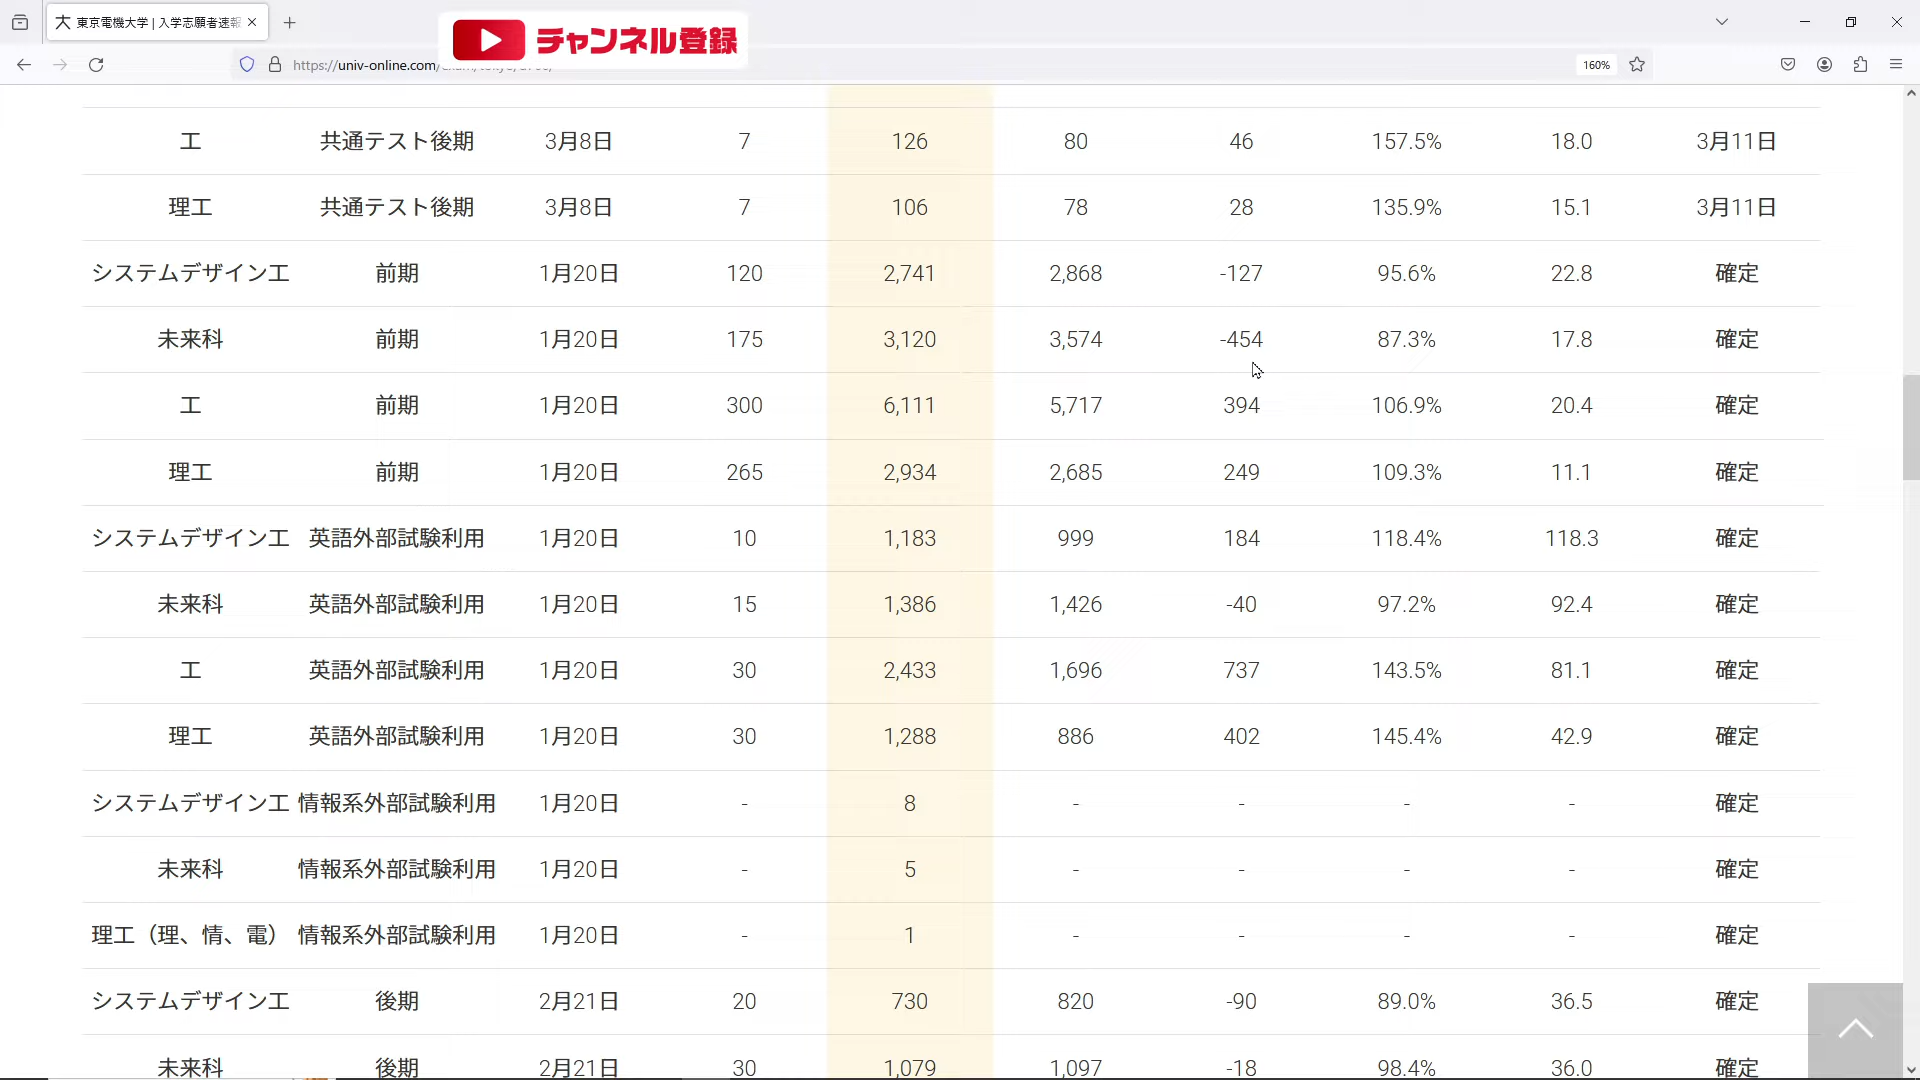 東京電機大学 | 入学志願者速報
チャンネル登録
https://univ-online.com/
160%
工 共通テスト後期 3月8日 7 126 80 46 157.5% 18.0 3月11日
理工 共通テスト後期 3月8日 7 106 78 28 135.9% 15.1 3月11日
システムデザイン工 前期 1月20日 120 2,741 2,868 -127 95.6% 22.8 確定
未来科 前期 1月20日 175 3,120 3,574 -454 87.3% 17.8 確定
工 前期 1月20日 300 6,111 5,717 394 106.9% 20.4 確定
理工 前期 1月20日 265 2,934 2,685 249 109.3% 11.1 確定
システムデザイン工 英語外部試験利用 1月20日 10 1,183 999 184 118.4% 118.3 確定
未来科 英語外部試験利用 1月20日 15 1,386 1,426 -40 97.2% 92.4 確定
工 英語外部試験利用 1月20日 30 2,433 1,696 737 143.5% 81.1 確定
理工 英語外部試験利用 1月20日 30 1,288 886 402 145.4% 42.9 確定
システムデザイン工 情報系外部試験利用 1月20日 - 8 - - - - 確定
未来科 情報系外部試験利用 1月20日 - 5 - - - - 確定
理工（理、情、電） 情報系外部試験利用 1月20日 - 1 - - - - 確定
システムデザイン工 後期 2月21日 20 730 820 -90 89.0% 36.5 確定
未来科 後期 2月21日 30 1,079 1,097 -18 98.4% 36.0 確定